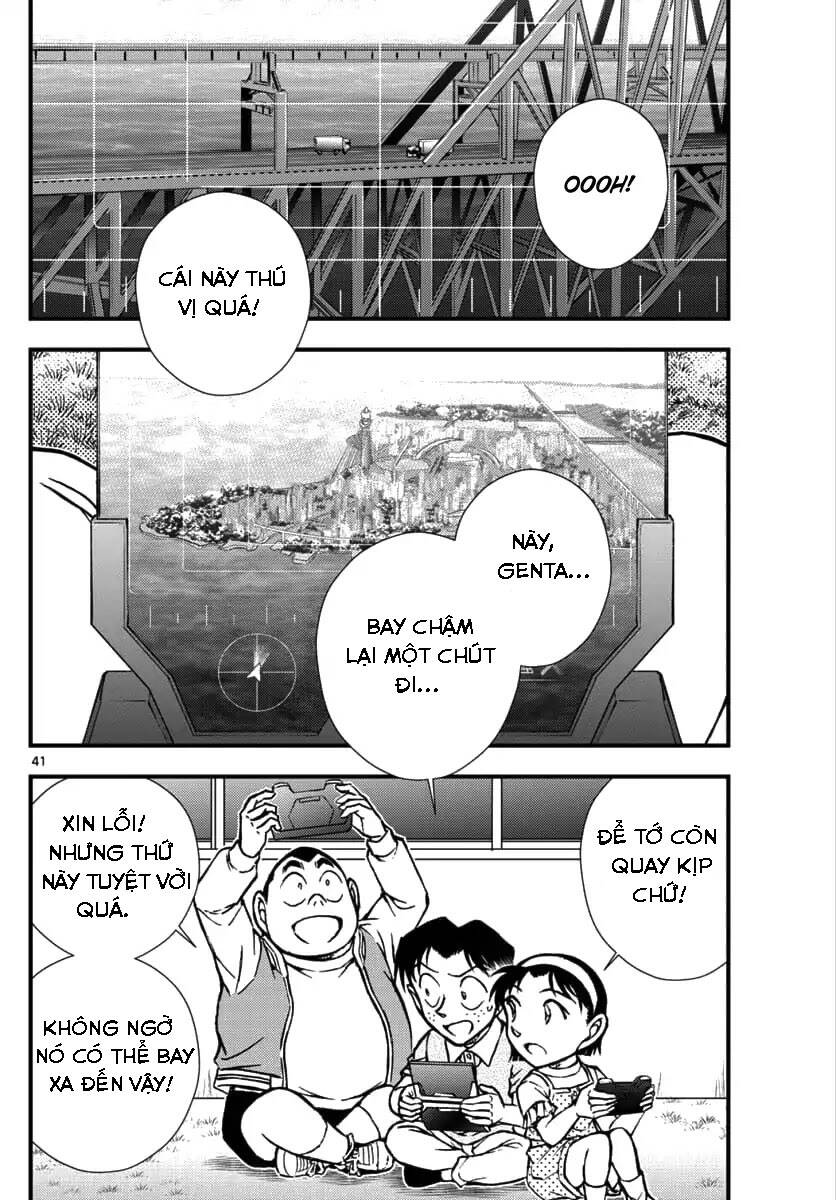 OOOH!
CÁI NÀY THÚ
VỊ QUÁ!
NÀY,
GENTA...
BAY CHẬM
LẠI MỘT CHÚT
ĐI...
41
ĐỂ TỚ CÒN
QUAY KỊP
CHỨ!
XIN LỖI!
NHƯNG THỨ
NÀY TUYỆT VỜI
QUÁ.
KHÔNG NGỜ
NÓ CÓ THỂ BAY
XA ĐẾN VẬY!